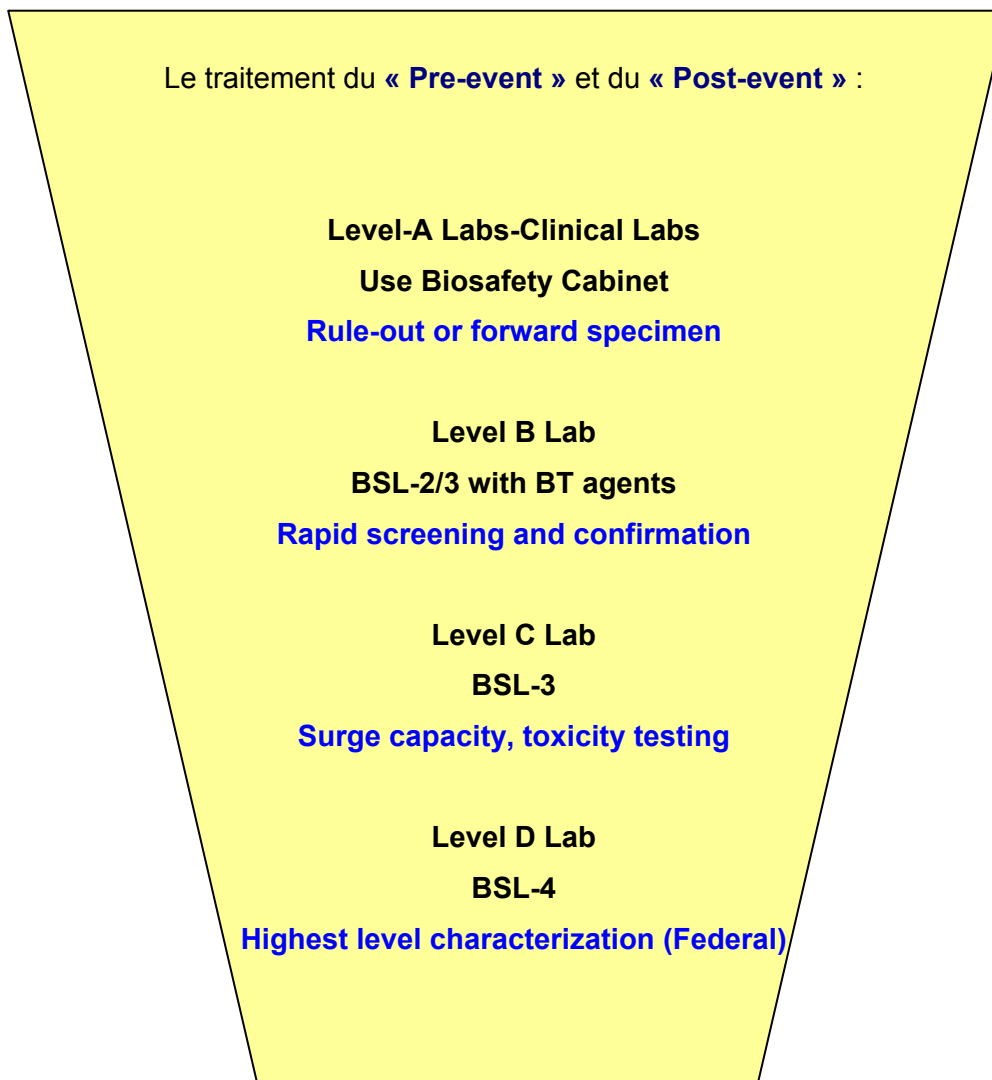 Le traitement du « Pre-event » et du « Post-event » :
Level-A Labs-Clinical Labs
Use Biosafety Cabinet
Rule-out or forward specimen
Level B Lab
BSL-2/3 with BT agents
Rapid screening and confirmation
Level C Lab
BSL-3
Surge capacity, toxicity testing
Level D Lab
BSL-4
Highest level characterization (Federal)